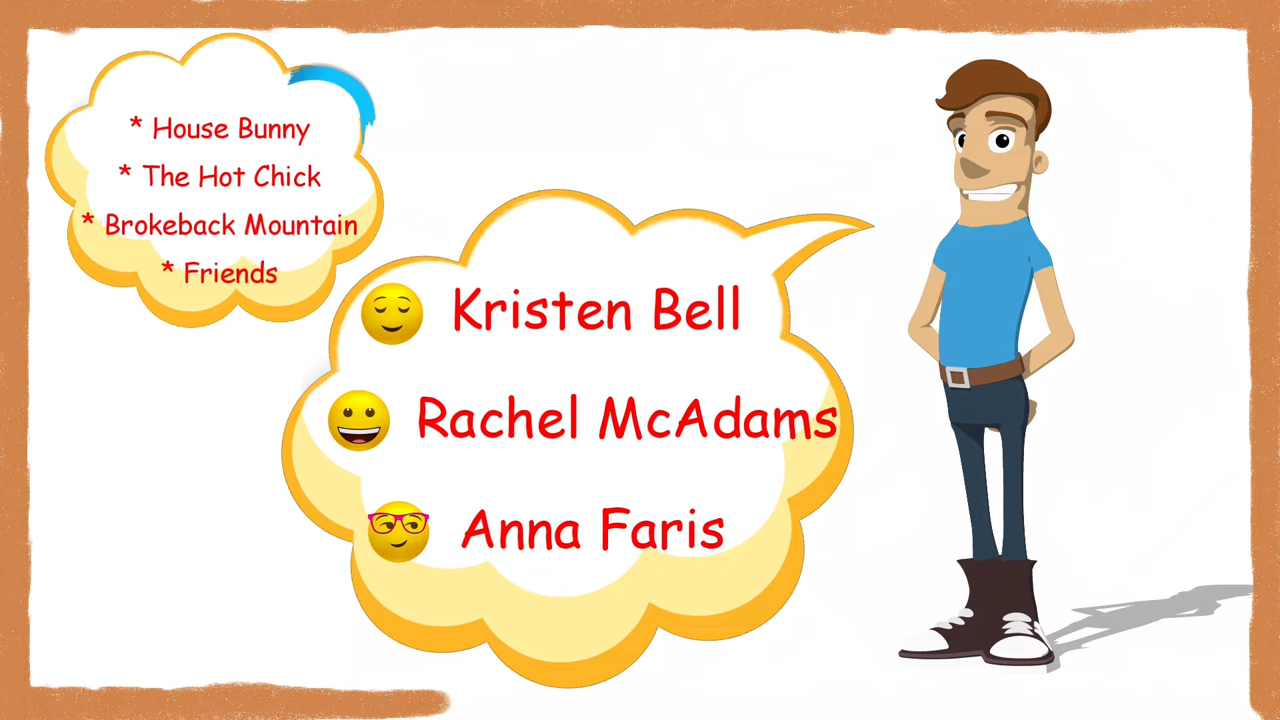 * House Bunny
* The Hot Chick
* Brokeback Mountain
* Friends
Kristen Bell
Rachel McAdams
Anna Faris